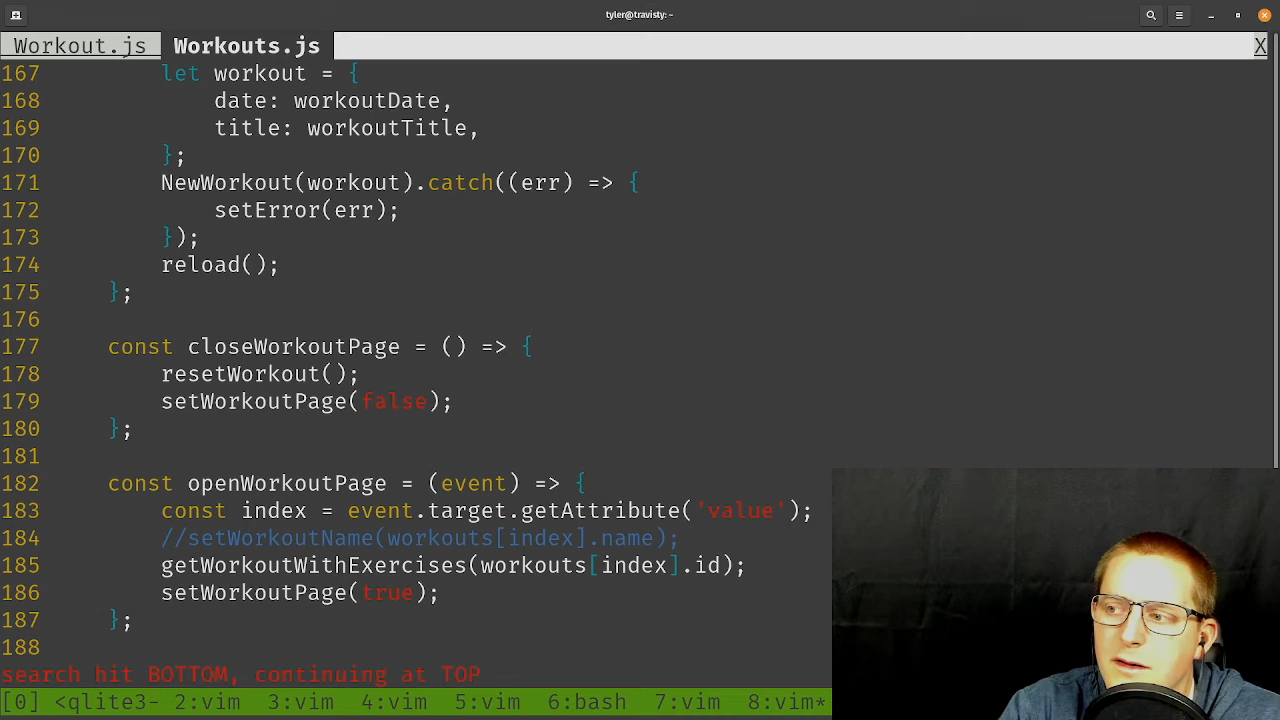 tyler@travisty: ~
Workout.js Workouts.js X
167 let workout = {
168 date: workoutDate,
169 title: workoutTitle,
170 };
171 NewWorkout(workout).catch((err) => {
172 setError(err);
173 });
174 reload();
175 };
176
177 const closeWorkoutPage = () => {
178 resetWorkout();
179 setWorkoutPage(false);
180 };
181
182 const openWorkoutPage = (event) => {
183 const index = event.target.getAttribute('value');
184 //setWorkoutName(workouts[index].name);
185 getWorkoutWithExercises(workouts[index].id);
186 setWorkoutPage(true);
187 };
188
search hit BOTTOM, continuing at TOP
[0] <qlite3- 2:vim 3:vim 4:vim 5:vim 6:bash 7:vim 8:vim*